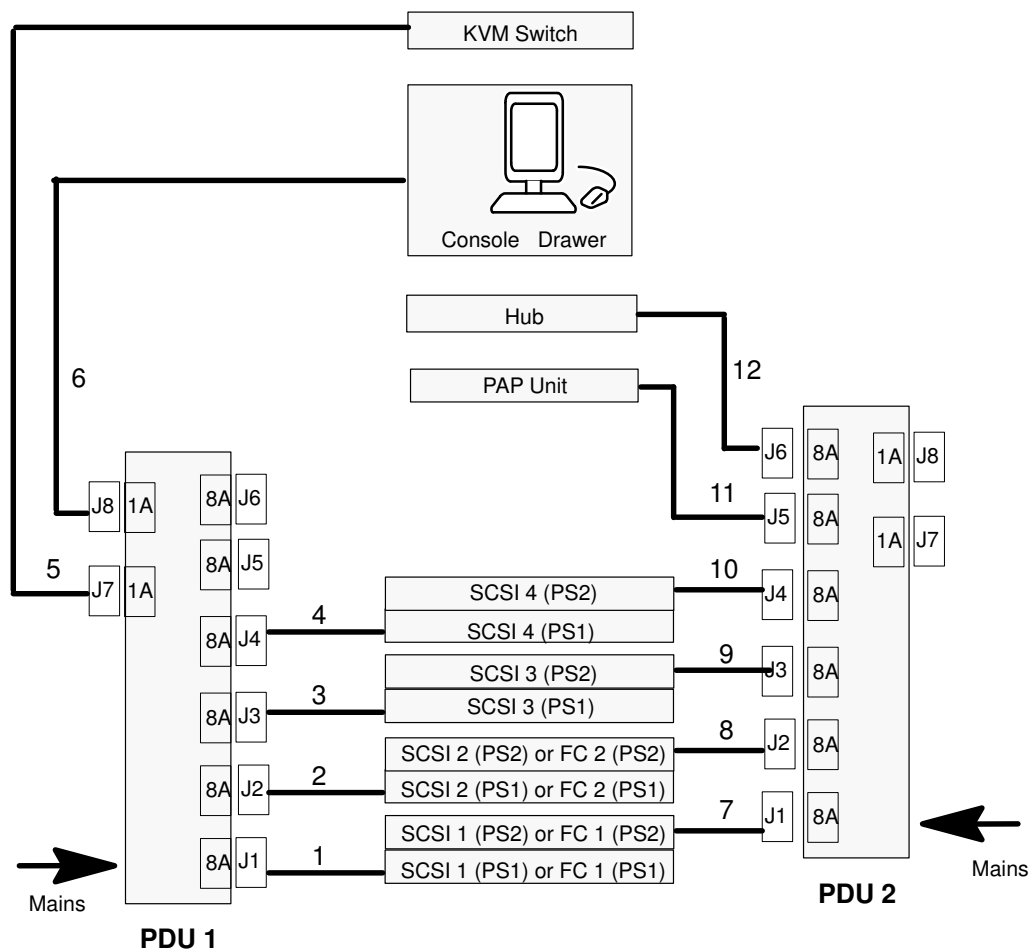 KVM Switch
Console Drawer
Hub
PAP Unit
6
12
J8 1A
8A J6
J6 8A
1A J8
11
J5 8A
5
J7 1A
8A J5
1A J7
10
4
SCSI 4 (PS2)
SCSI 4 (PS1)
8A J4
J4 8A
9
3
SCSI 3 (PS2)
SCSI 3 (PS1)
8A J3
J3 8A
8
2
SCSI 2 (PS2) or FC 2 (PS2)
SCSI 2 (PS1) or FC 2 (PS1)
8A J2
J2 8A
7
1
SCSI 1 (PS2) or FC 1 (PS2)
SCSI 1 (PS1) or FC 1 (PS1)
8A J1
J1 8A
Mains
Mains
PDU 1
PDU 2